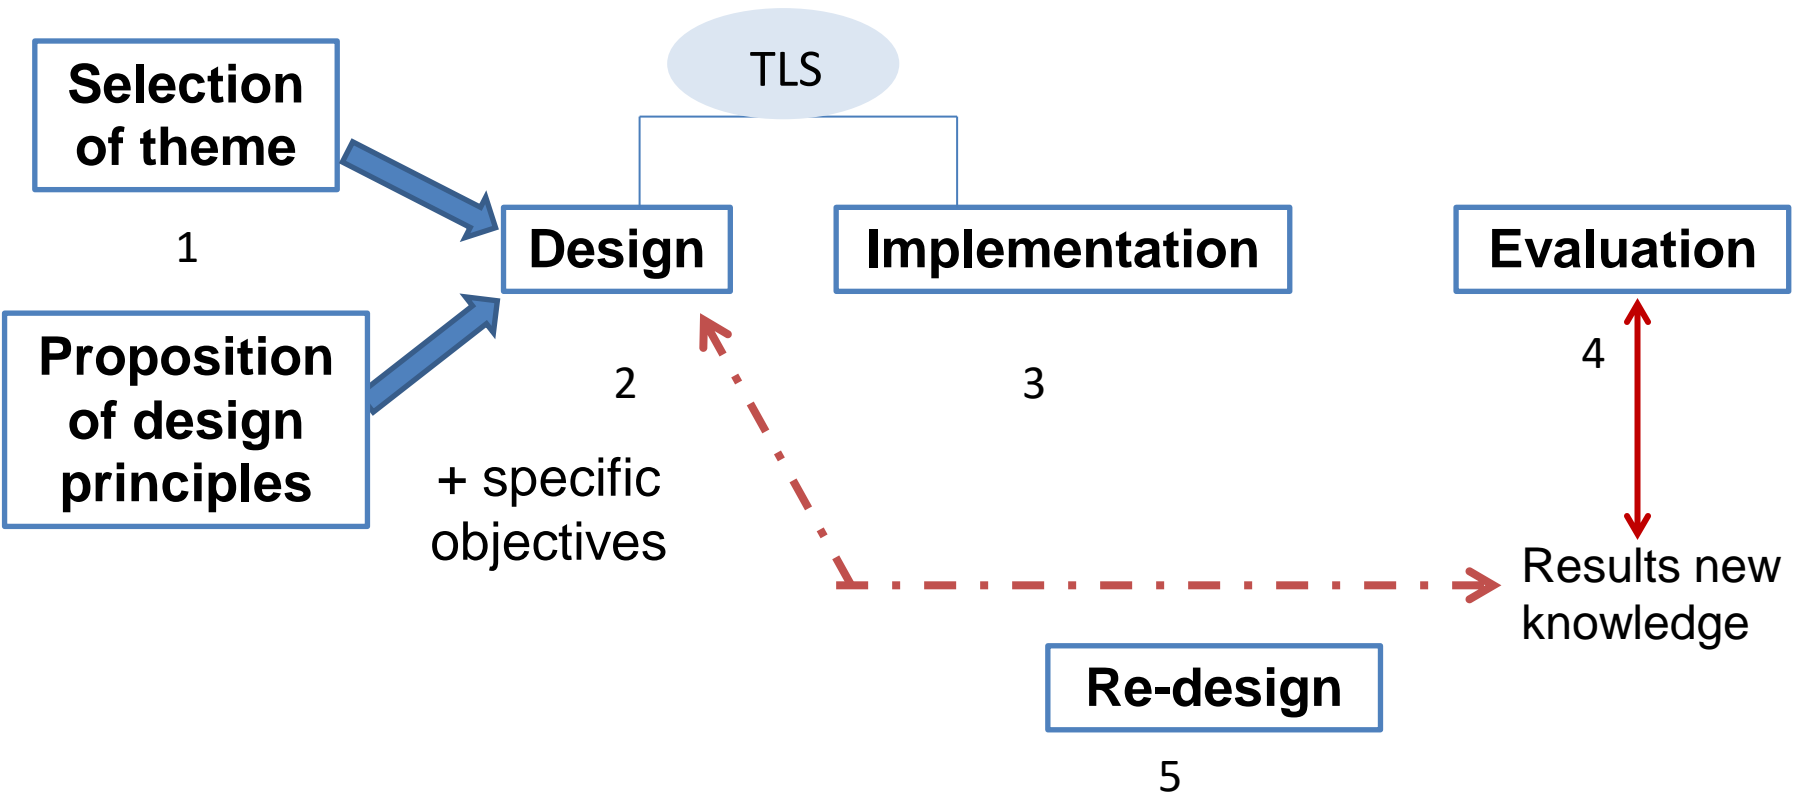 TLS
Selection
of theme
1
Proposition
of design
principles
Design
2
+ specific
objectives
Implementation
3
Evaluation
4
Results new
knowledge
Re-design
5